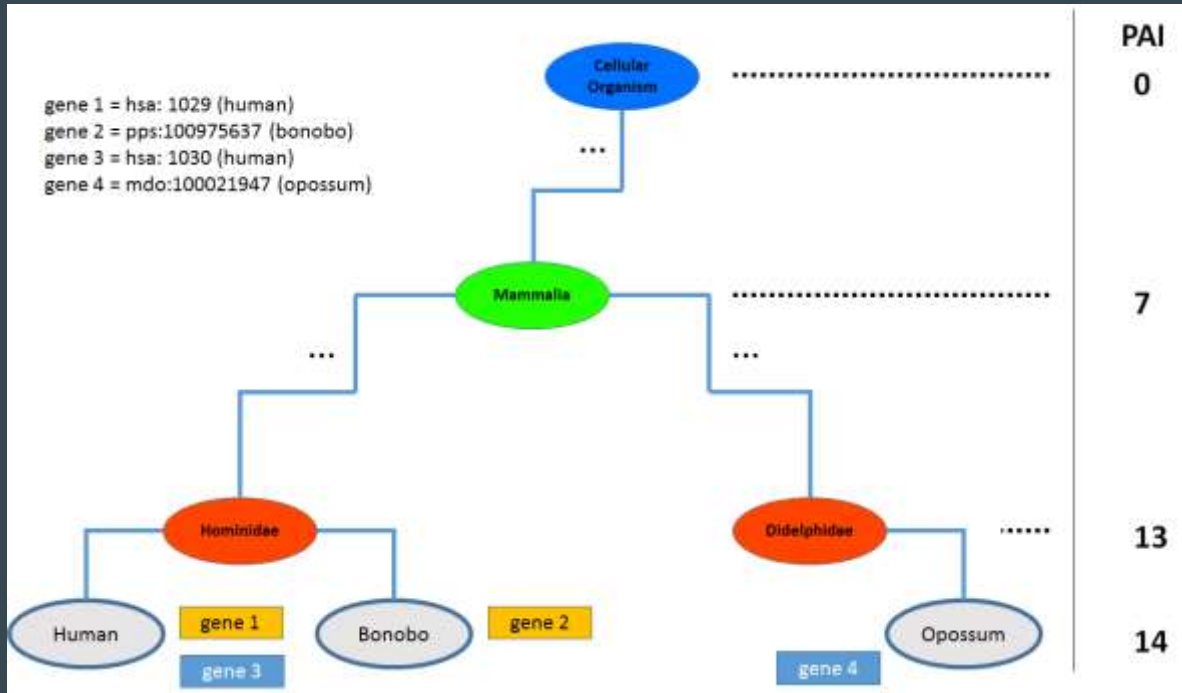 PAI
Cellular
Organism
0
gene 1 = hsa: 1029 (human)
gene 2 = pps:100975637 (bonobo)
gene 3 = hsa: 1030 (human)
gene 4 = mdo:100021947 (opossum)
...
Mammalia
7
...
...
Hominidae
Didelphidae
13
Human
gene 1
Bonobo
gene 2
Opossum
14
gene 3
gene 4